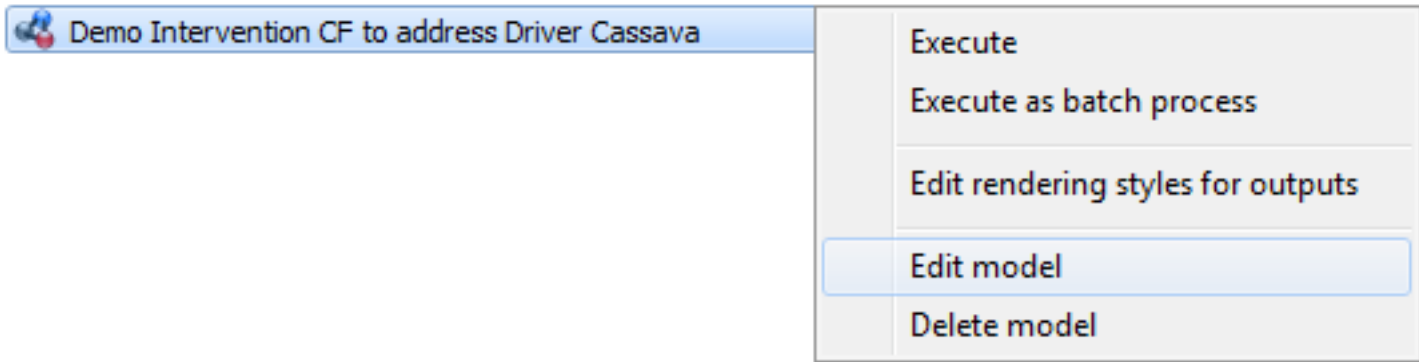 Demo Intervention CF to address Driver Cassava
Execute
Execute as batch process
Edit rendering styles for outputs
Edit model
Delete model